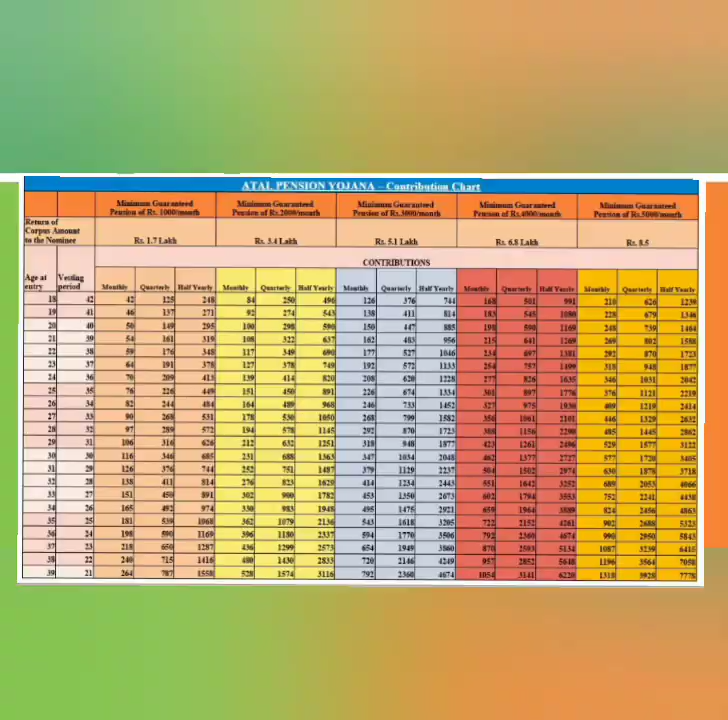 ATAL PENSION YOJANA – Contribution Chart
Minimum Guaranteed Pension of Rs. 1000/month Minimum Guaranteed Pension of Rs.2000/month Minimum Guaranteed Pension of Rs.3000/month Minimum Guaranteed Pension of Rs.4000/month Minimum Guaranteed Pension of Rs.5000/month
Return of Corpus Amount to the Nominee Rs. 1.7 Lakh Rs. 3.4 Lakh Rs. 5.1 Lakh Rs. 6.8 Lakh Rs. 8.5
CONTRIBUTIONS
Age at entry Vesting period Monthly Quarterly Half Yearly Monthly Quarterly Half Yearly Monthly Quarterly Half Yearly Monthly Quarterly Half Yearly Monthly Quarterly Half Yearly
18 42 42 125 248 84 250 496 126 376 744 168 501 991 210 626 1239
19 41 46 137 271 92 274 543 138 411 814 183 545 1080 228 679 1346
20 40 50 149 295 100 298 590 150 447 885 198 590 1169 248 739 1464
21 39 54 161 319 108 322 637 162 483 956 215 641 1269 269 802 1588
22 38 59 176 348 117 349 690 177 527 1046 234 697 1381 292 870 1723
23 37 64 191 378 127 378 749 192 572 1133 254 757 1499 318 948 1877
24 36 70 209 413 139 414 820 208 620 1228 277 826 1635 346 1031 2042
25 35 76 226 449 151 450 891 226 674 1334 301 897 1776 376 1121 2219
26 34 82 244 484 164 489 968 246 733 1452 327 975 1930 409 1219 2414
27 33 90 268 531 178 530 1050 268 799 1582 356 1061 2101 446 1329 2632
28 32 97 289 572 194 578 1145 292 870 1723 388 1156 2290 495 1445 2862
29 31 106 316 626 212 632 1251 318 948 1877 423 1261 2496 529 1577 3122
30 30 116 346 685 231 688 1363 347 1034 2048 462 1377 2727 577 1720 3405
31 29 126 376 744 252 751 1487 379 1129 2237 504 1502 2974 630 1878 3718
32 28 138 411 814 276 823 1629 414 1234 2443 551 1642 3252 689 2053 4066
33 27 151 450 891 302 900 1782 453 1350 2673 602 1794 3553 752 2241 4438
34 26 165 492 974 330 983 1948 495 1475 2921 659 1964 3889 824 2456 4863
35 25 181 539 1068 362 1079 2136 543 1618 3205 722 2152 4261 902 2688 5323
36 24 198 590 1169 396 1180 2337 594 1770 3506 792 2360 4674 990 2950 5843
37 23 218 650 1287 436 1299 2573 654 1949 3860 870 2593 5134 1087 3239 6415
38 22 240 715 1416 480 1430 2833 720 2146 4249 957 2852 5648 1196 3564 7058
39 21 264 787 1558 528 1574 3116 792 2360 4674 1054 3141 6220 1318 3928 7778